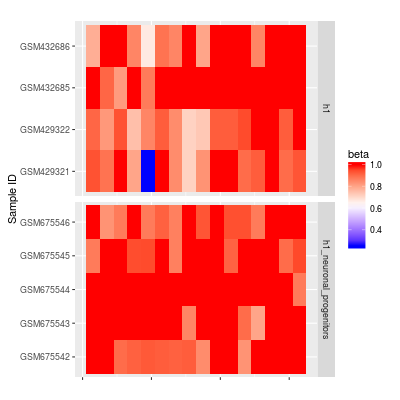 GSM432686
GSM432685
GSM429322
GSM429321
h1
GSM675546
GSM675545
GSM675544
GSM675543
GSM675542
h1_neuronal_progenitors
Sample ID
beta
1.0
0.8
0.6
0.4